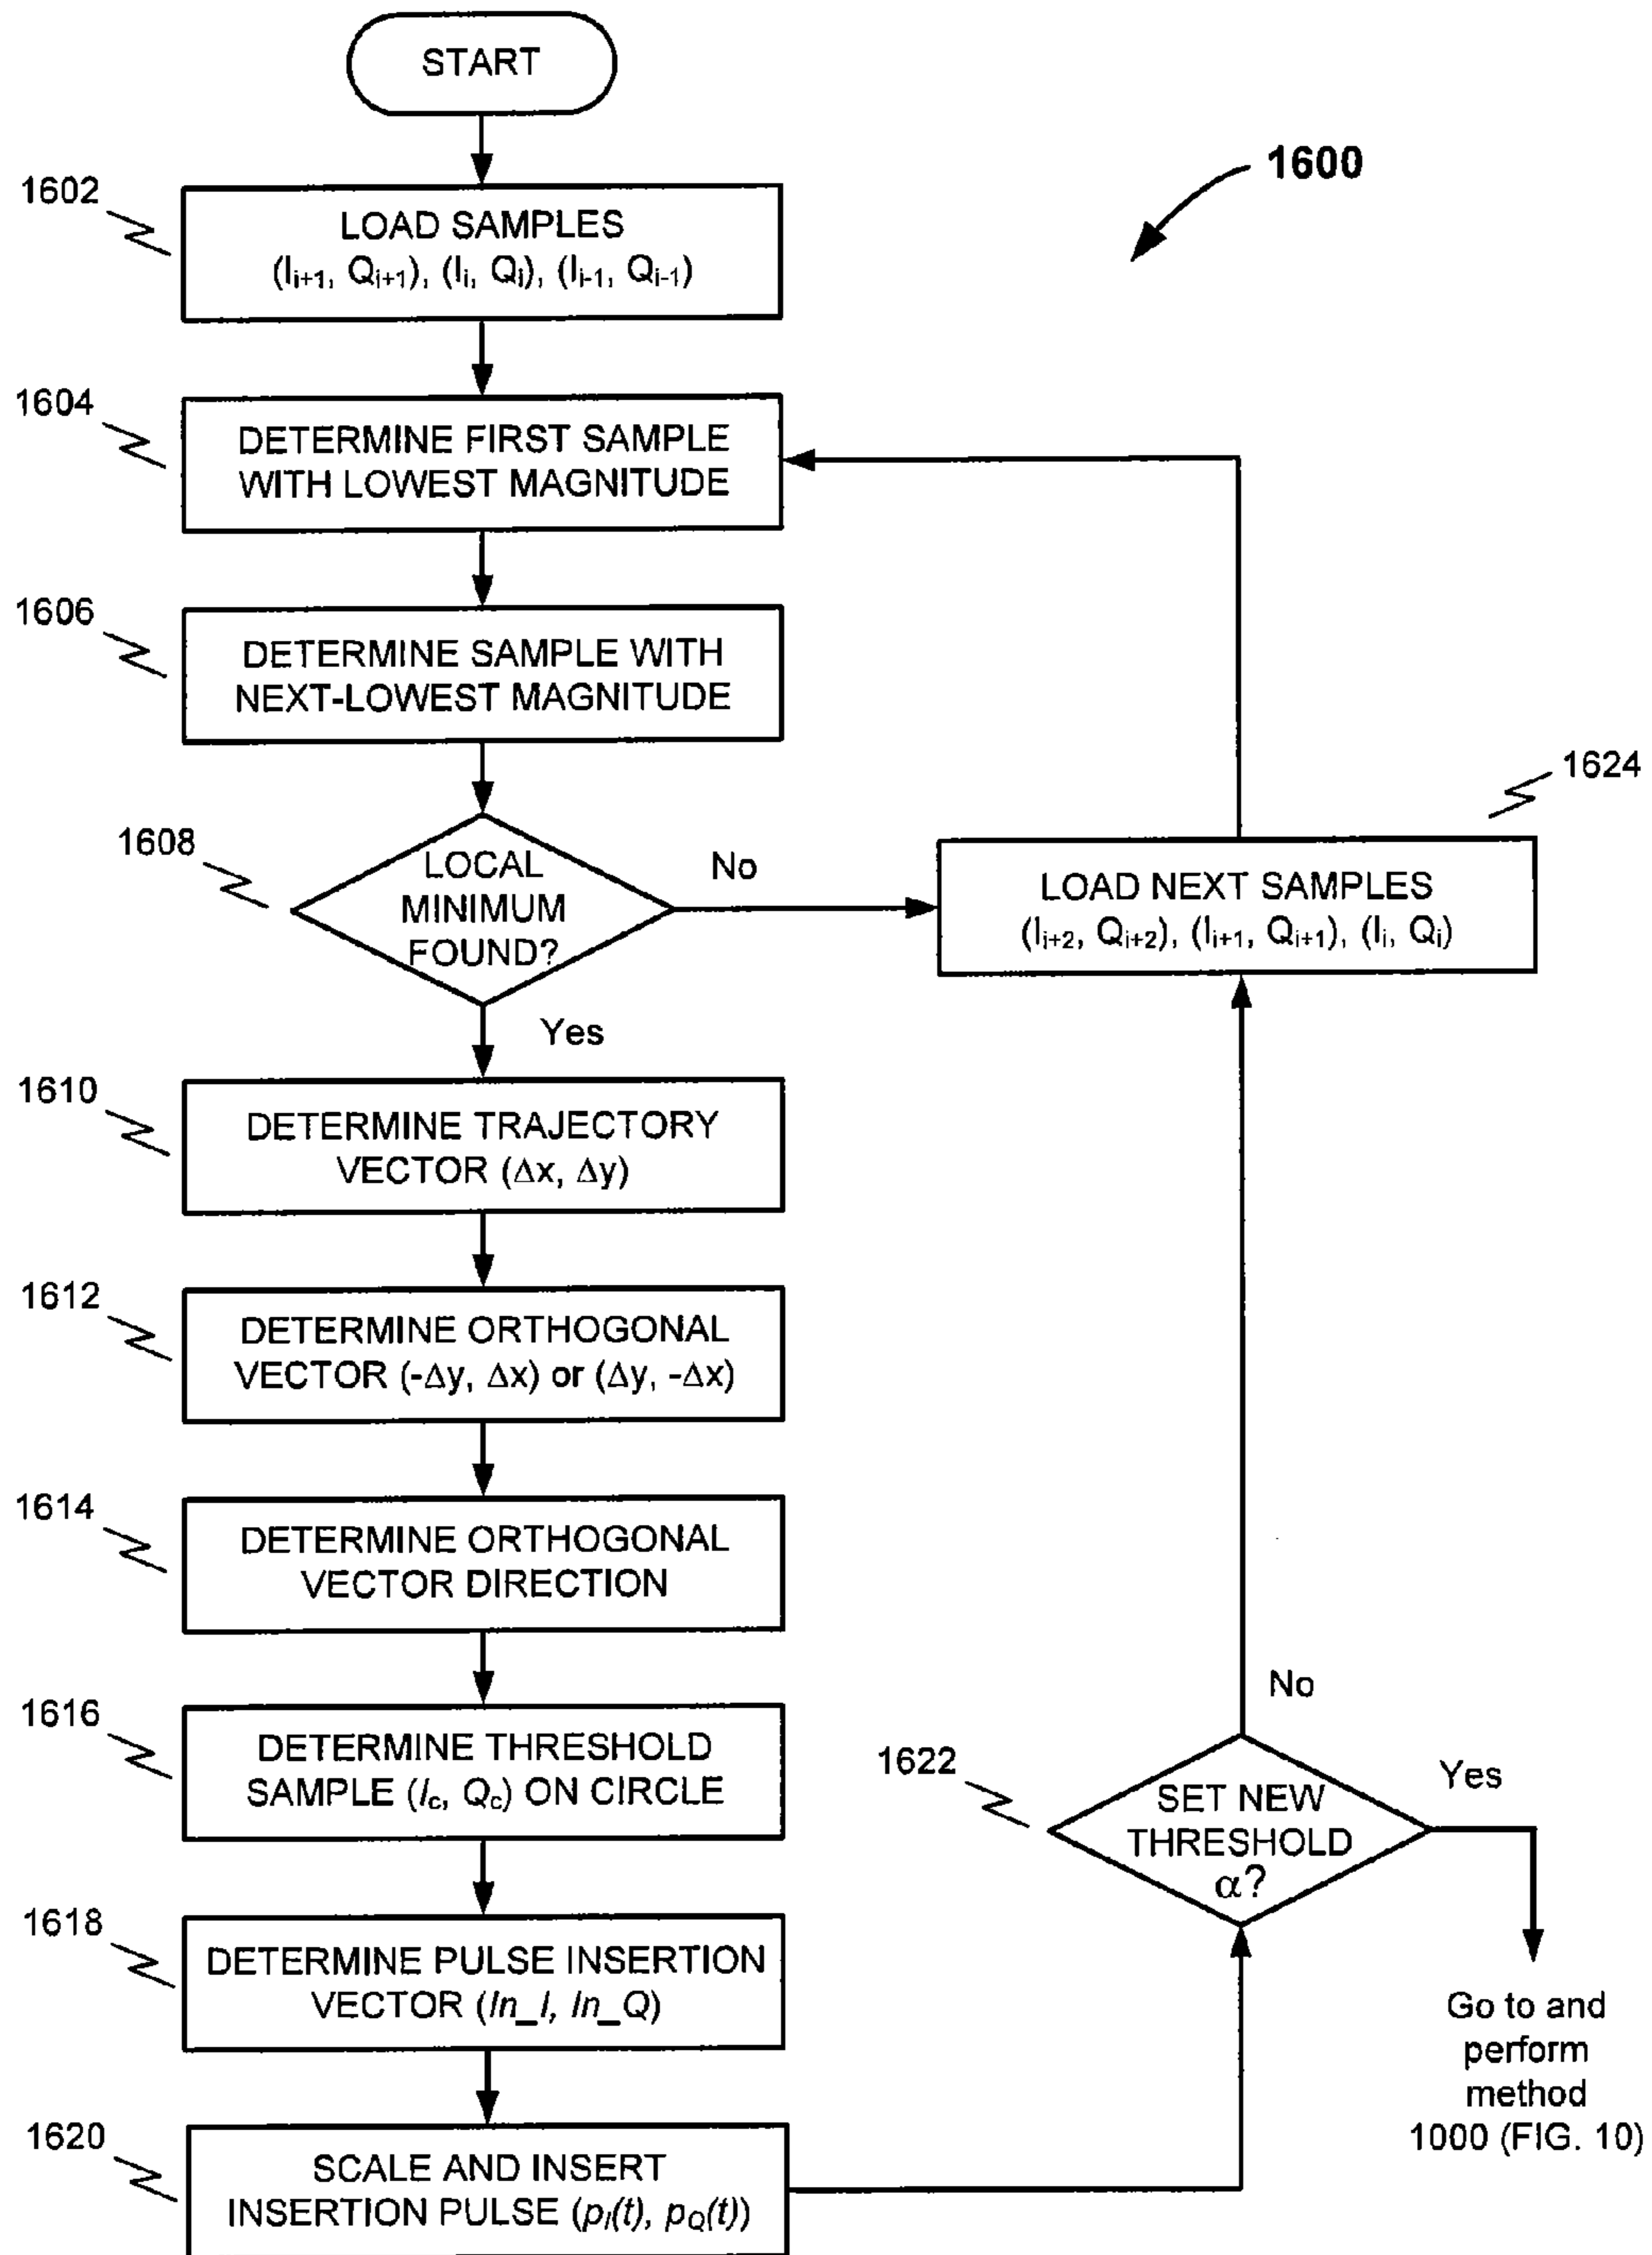 START
1600
1602
LOAD SAMPLES
(Iᵢ₊₁, Qᵢ₊₁), (Iᵢ, Qᵢ), (Iᵢ₋₁, Qᵢ₋₁)
1604
DETERMINE FIRST SAMPLE
WITH LOWEST MAGNITUDE
1606
DETERMINE SAMPLE WITH
NEXT-LOWEST MAGNITUDE
1608
LOCAL
MINIMUM
FOUND?
No
Yes
1624
LOAD NEXT SAMPLES
(Iᵢ₊₂, Qᵢ₊₂), (Iᵢ₊₁, Qᵢ₊₁), (Iᵢ, Qᵢ)
1610
DETERMINE TRAJECTORY
VECTOR (Δx, Δy)
1612
DETERMINE ORTHOGONAL
VECTOR (-Δy, Δx) or (Δy, -Δx)
1614
DETERMINE ORTHOGONAL
VECTOR DIRECTION
1616
DETERMINE THRESHOLD
SAMPLE (I_c, Q_c) ON CIRCLE
1618
DETERMINE PULSE INSERTION
VECTOR (In_I, In_Q)
1620
SCALE AND INSERT
INSERTION PULSE (p_I(t), p_Q(t))
1622
SET NEW
THRESHOLD
α?
No
Yes
Go to and
perform
method
1000 (FIG. 10)